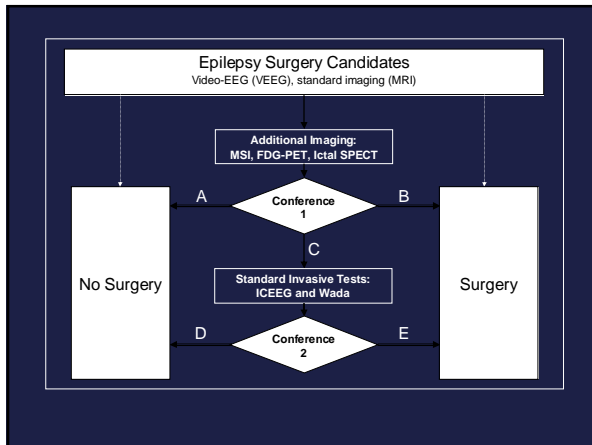 Epilepsy Surgery Candidates
Video-EEG (VEEG), standard imaging (MRI)
Additional Imaging:
MSI, FDG-PET, Ictal SPECT
A
Conference
1
B
C
No Surgery
Standard Invasive Tests:
ICEEG and Wada
Surgery
D
Conference
2
E